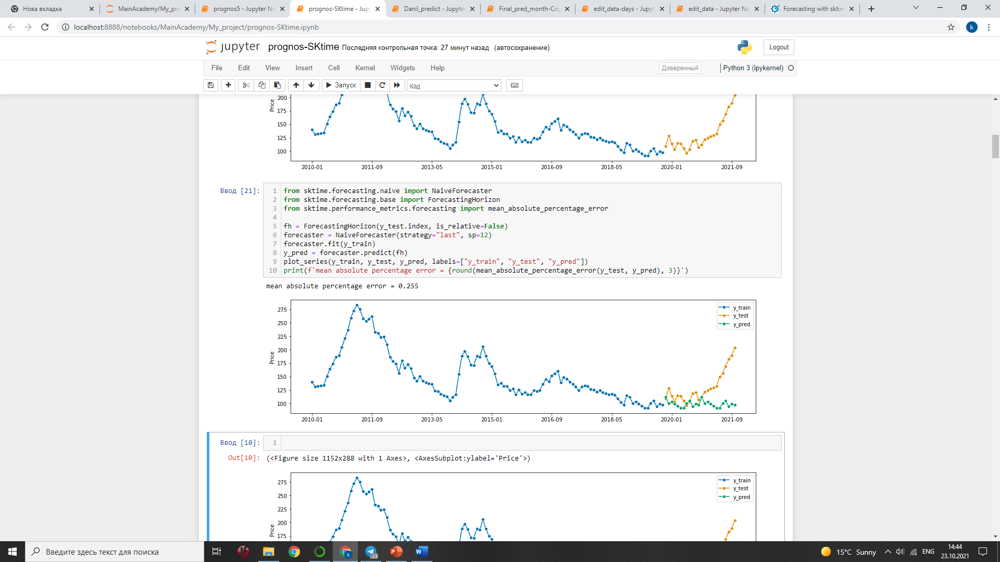 Нова вкладка
MainAcademy/My_pro
prognos5 - Jupyter No
prognos-SKtime - Jupy
Danil_predict - Jupyter
Final_pred_month-Cop
edit_data-days - Jupyt
edit_data - Jupyter No
Forecasting with sktim
localhost:8888/notebooks/MainAcademy/My_project/prognos-SKtime.ipynb
k
jupyter prognos-SKtime Последняя контрольная точка: 27 минут назад (автосохранение)
Logout
File Edit View Insert Cell Kernel Widgets Help
Доверенный
Python 3 (ipykernel)
Запуск
Код
200
175
150
125
100
Price
2010-01 2011-09 2013-05 2015-01 2016-09 2018-05 2020-01 2021-09
Ввод [21]:
1 from sktime.forecasting.naive import NaiveForecaster
2 from sktime.forecasting.base import ForecastingHorizon
3 from sktime.performance_metrics.forecasting import mean_absolute_percentage_error
4
5 fh = ForecastingHorizon(y_test.index, is_relative=False)
6 forecaster = NaiveForecaster(strategy="last", sp=12)
7 forecaster.fit(y_train)
8 y_pred = forecaster.predict(fh)
9 plot_series(y_train, y_test, y_pred, labels=["y_train", "y_test", "y_pred"])
10 print(f'mean absolute percentage error = {round(mean_absolute_percentage_error(y_test, y_pred), 3)}')
mean absolute percentage error = 0.255
275
250
225
200
175
150
125
100
Price
y_train
y_test
y_pred
2010-01 2011-09 2013-05 2015-01 2016-09 2018-05 2020-01 2021-09
Ввод [10]:
1
Out[10]: (<Figure size 1152x288 with 1 Axes>, <AxesSubplot:ylabel='Price'>)
275
250
225
200
175
Price
y_train
y_test
y_pred
Введите здесь текст для поиска
k
23
15°C Sunny
ENG
14:44
23.10.2021